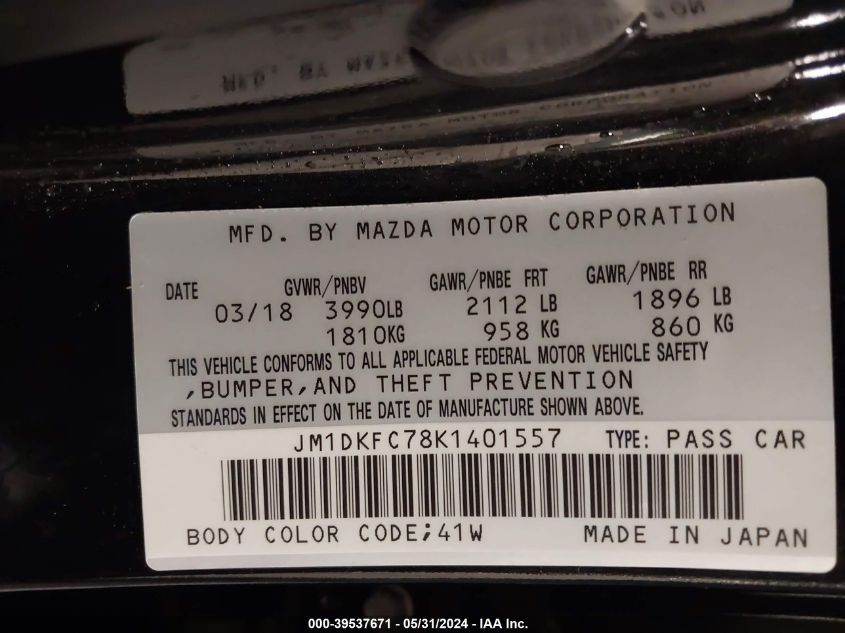 MFD. BY MAZDA MOTOR CORPORATION
DATE GVWR/PNBV GAWR/PNBE FRT GAWR/PNBE RR
03/18 3990LB 2112 LB 1896 LB
1810KG 958 KG 860 KG
THIS VEHICLE CONFORMS TO ALL APPLICABLE FEDERAL MOTOR VEHICLE SAFETY
,BUMPER,AND THEFT PREVENTION
STANDARDS IN EFFECT ON THE DATE OF MANUFACTURE SHOWN ABOVE.
JM1DKFC78K1401557 TYPE: PASS CAR
BODY COLOR CODE;41W MADE IN JAPAN
000-39537671 - 05/31/2024 - IAA Inc.